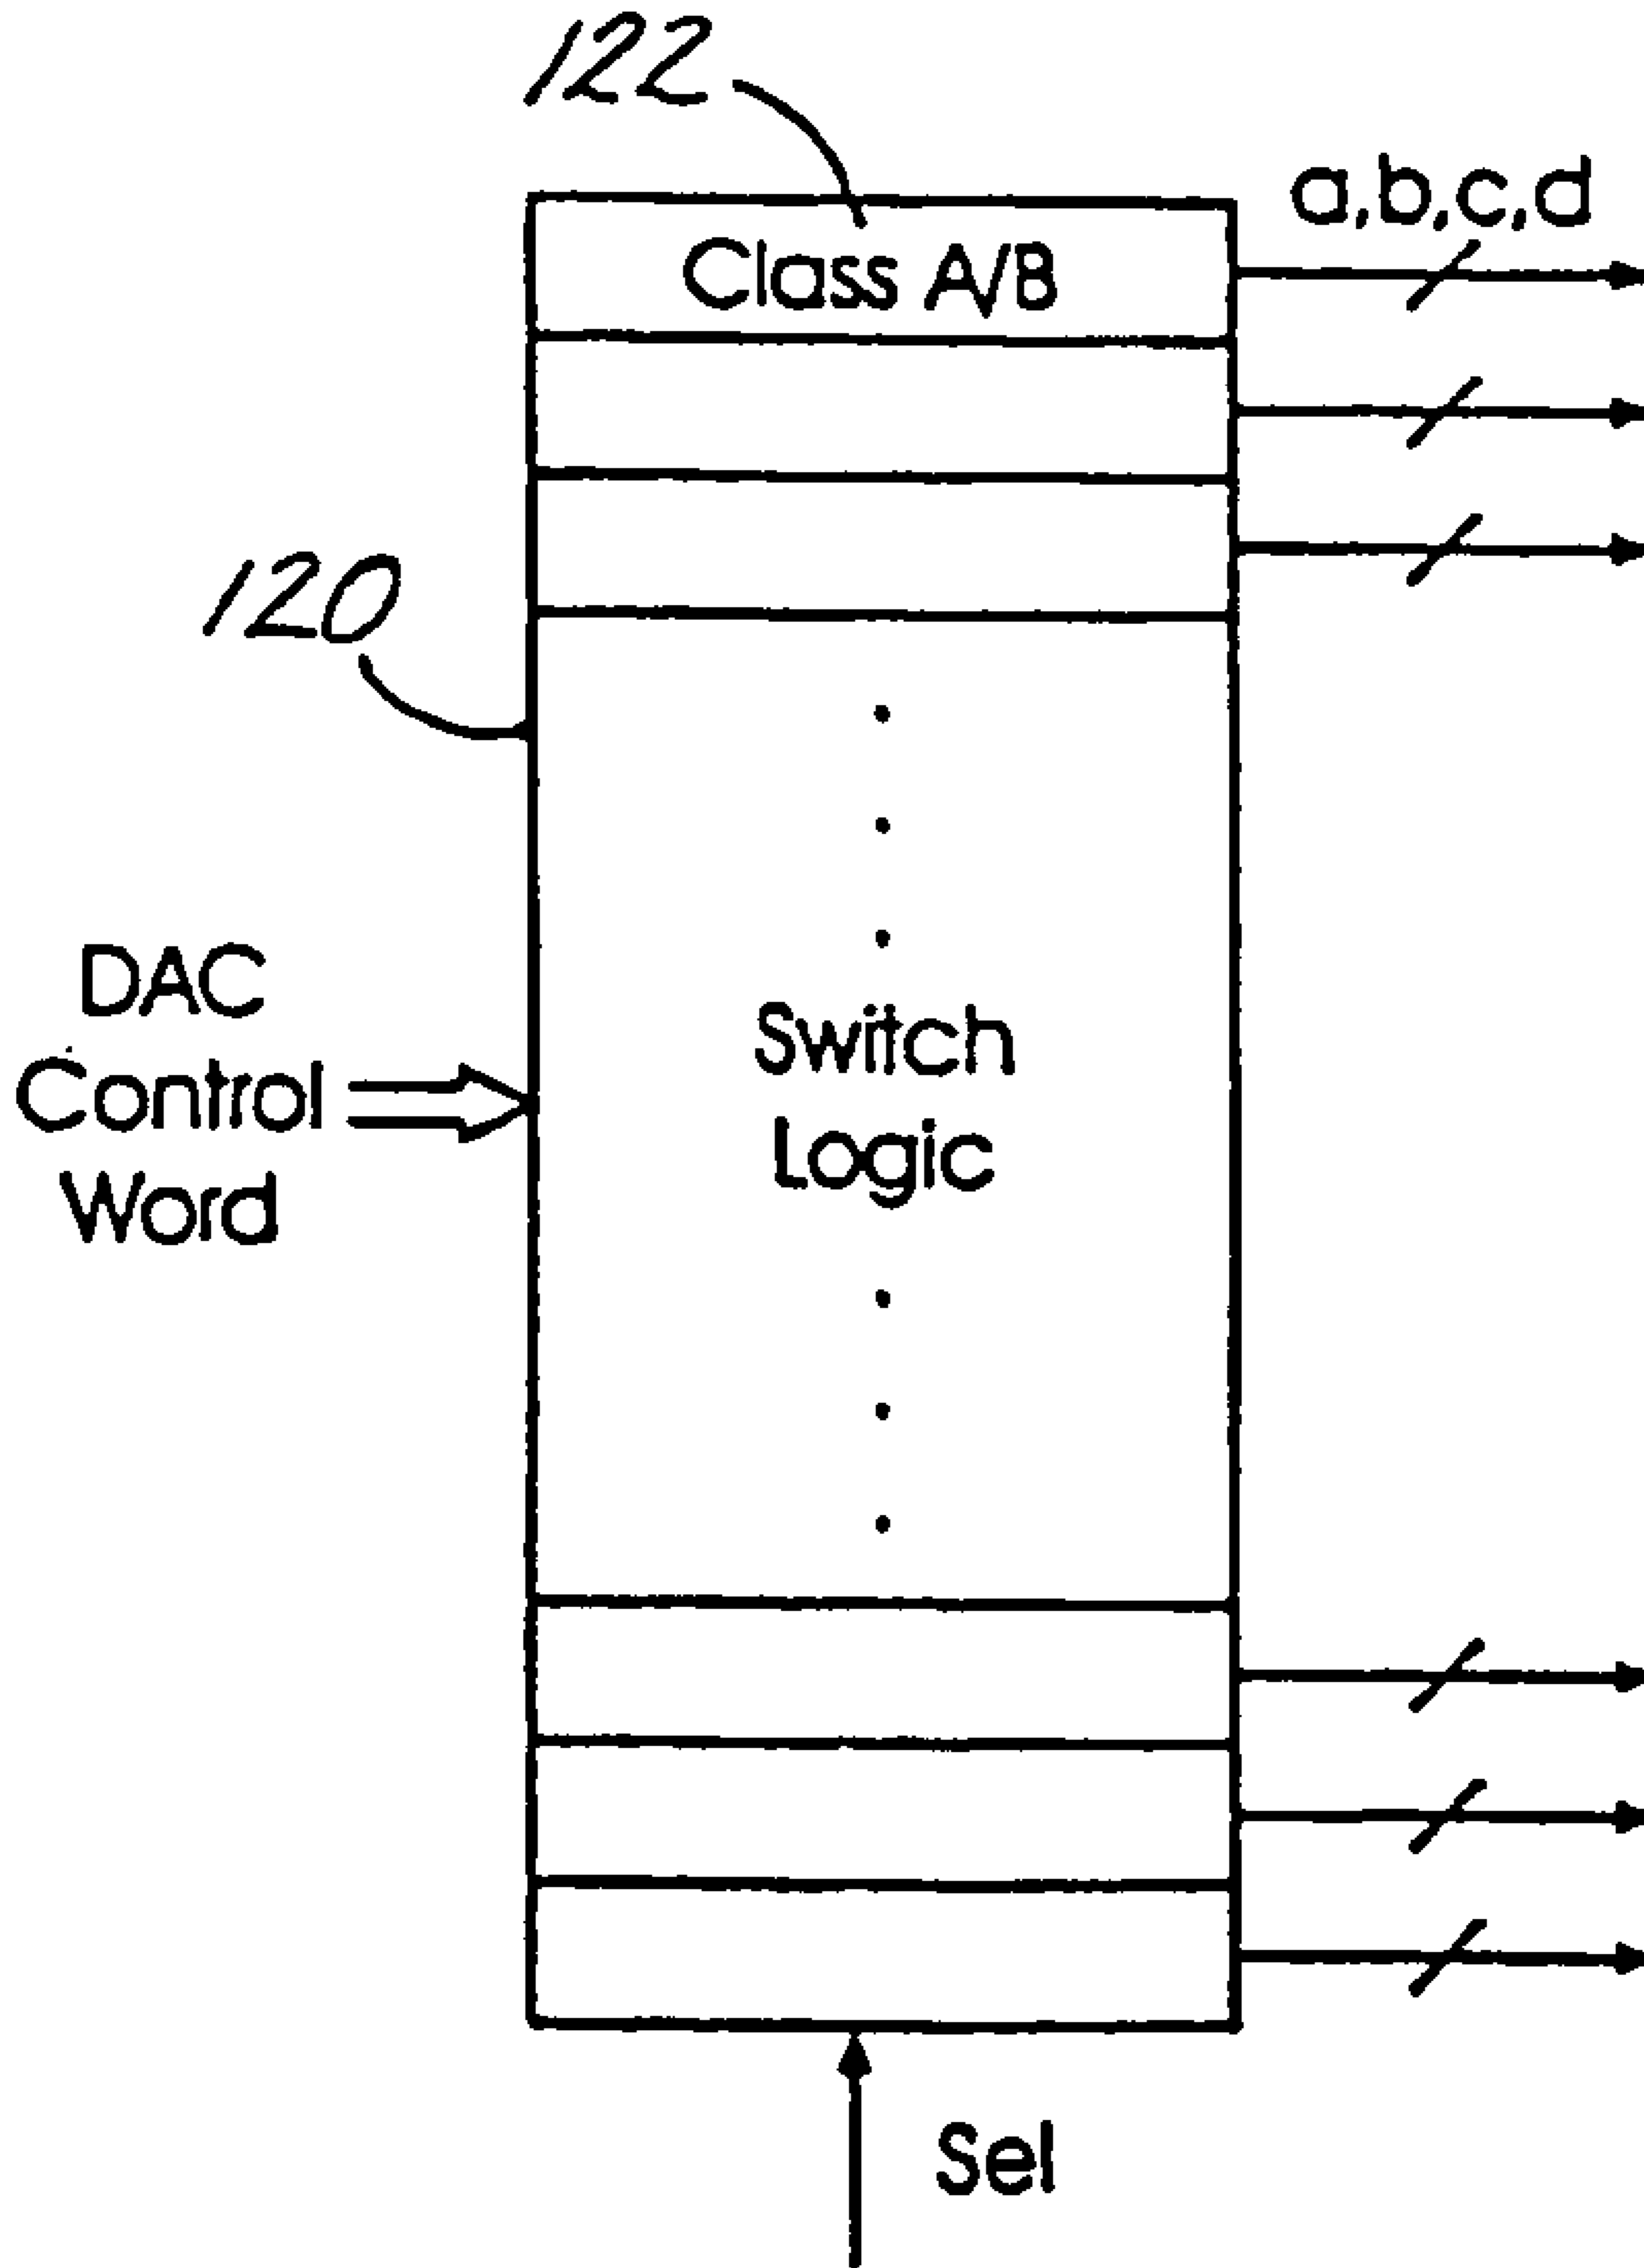 122
a,b,c,d
Class A/B
120
DAC
Control
Word
Switch
Logic
Sel